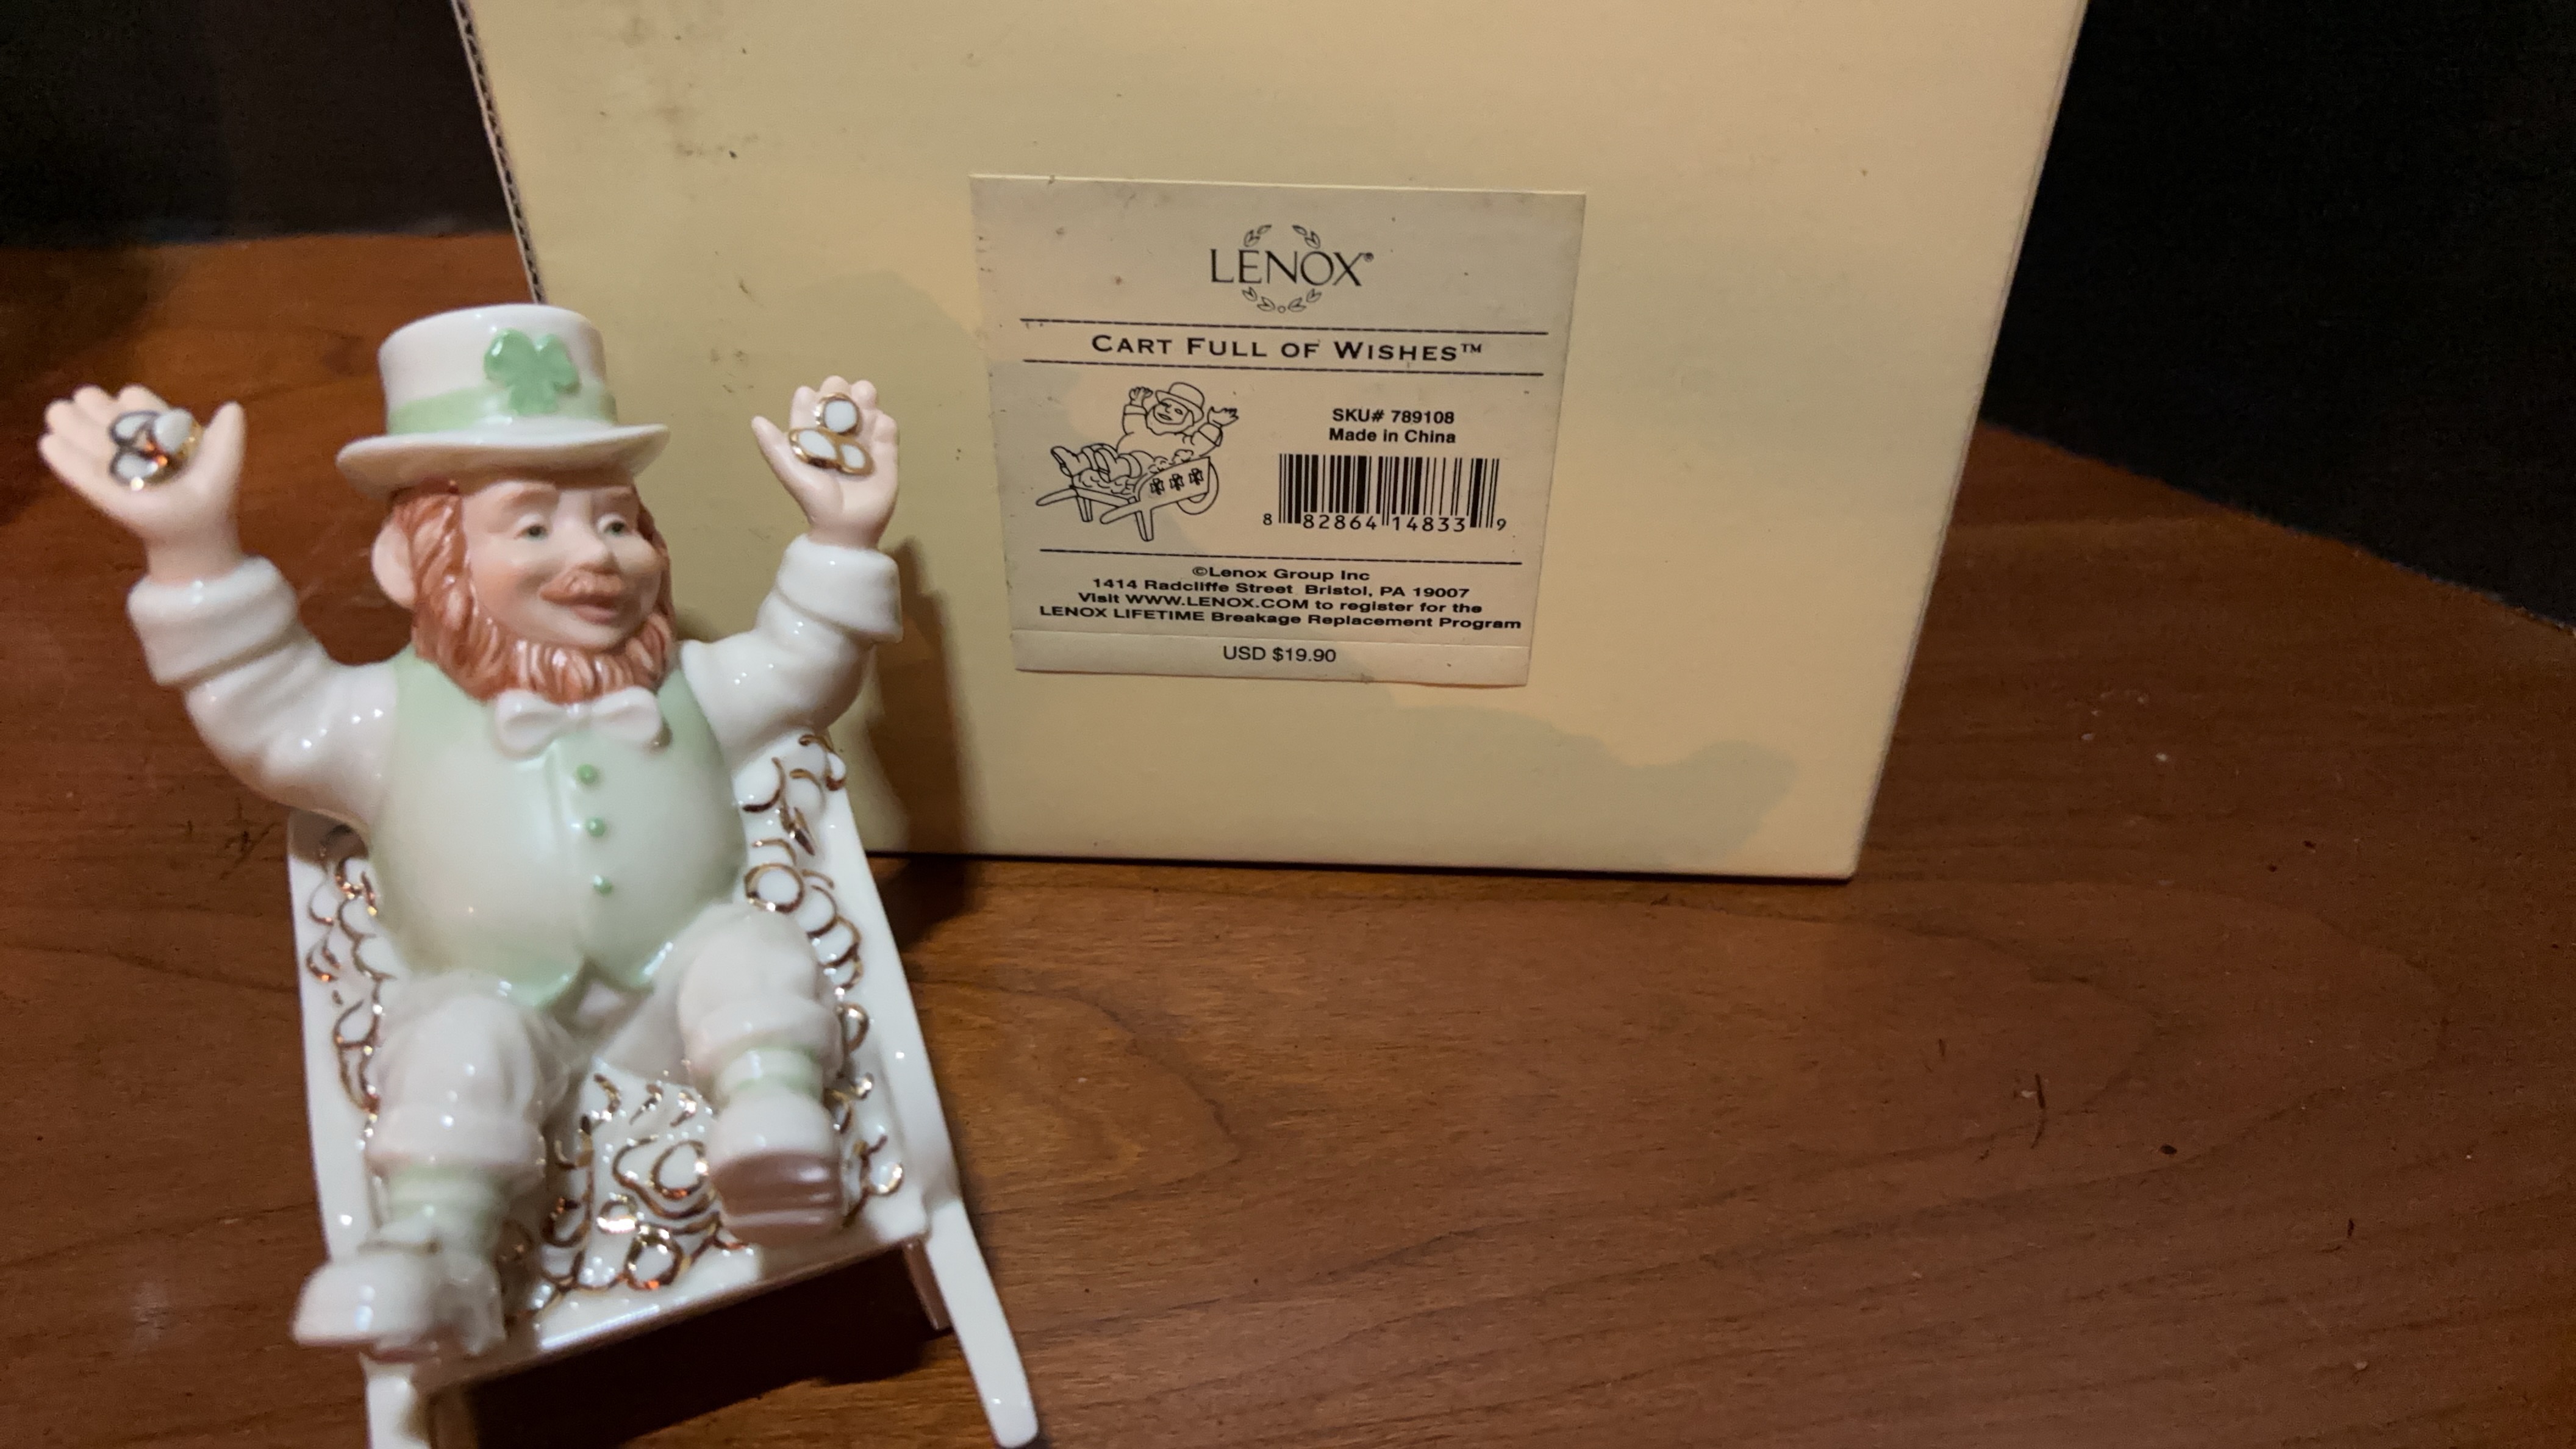 LENOX®
CART FULL OF WISHES™
SKU# 789108
Made in China
8 82864 14833 9
©Lenox Group Inc
1414 Radcliffe Street Bristol, PA 19007
Visit WWW.LENOX.COM to register for the
LENOX LIFETIME Breakage Replacement Program
USD $19.90